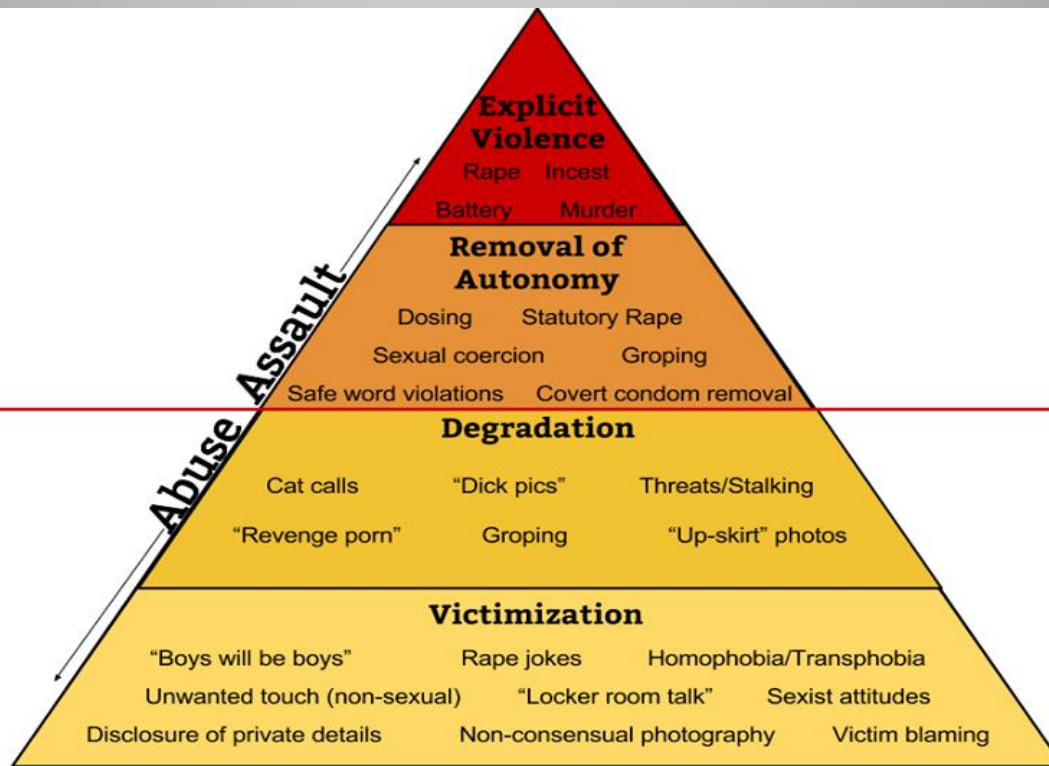 Explicit
Violence
Rape Incest
Battery Murder
Removal of
Autonomy
Dosing Statutory Rape
Sexual coercion Groping
Safe word violations Covert condom removal
Abuse Assault
Degradation
Cat calls “Dick pics” Threats/Stalking
“Revenge porn” Groping “Up-skirt” photos
Victimization
“Boys will be boys” Rape jokes Homophobia/Transphobia
Unwanted touch (non-sexual) “Locker room talk” Sexist attitudes
Disclosure of private details Non-consensual photography Victim blaming